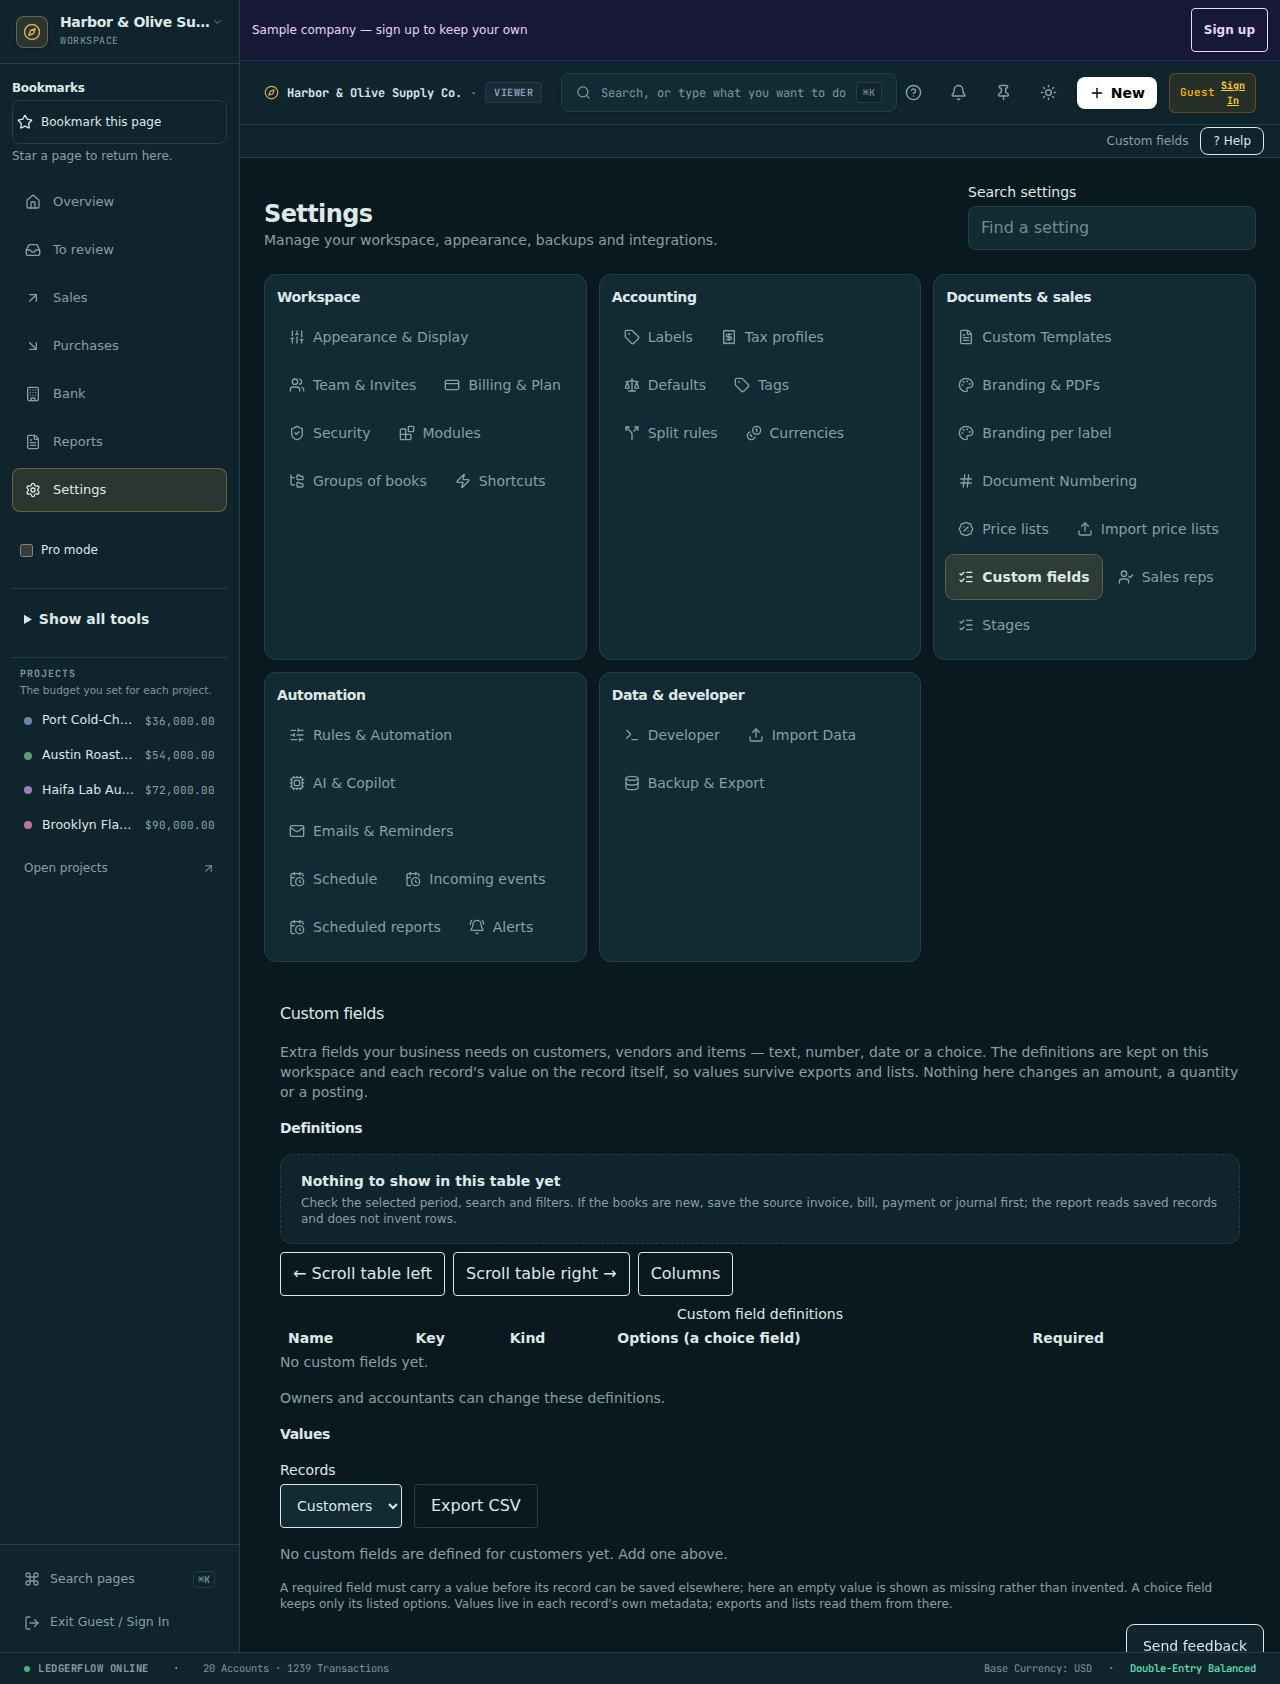 Harbor & Olive Su...
WORKSPACE
Bookmarks
Bookmark this page
Star a page to return here.
Overview
To review
Sales
Purchases
Bank
Reports
Settings
Pro mode
Show all tools
PROJECTS
The budget you set for each project.
Port Cold-Ch... $36,000.00
Austin Roast... $54,000.00
Haifa Lab Au... $72,000.00
Brooklyn Fla... $90,000.00
Open projects
Search pages ⌘K
Exit Guest / Sign In
Sample company — sign up to keep your own
Sign up
Harbor & Olive Supply Co. · VIEWER
Search, or type what you want to do ⌘K
+ New
Guest Sign In
Custom fields
? Help
Settings
Manage your workspace, appearance, backups and integrations.
Search settings
Find a setting
Workspace
Appearance & Display
Team & Invites Billing & Plan
Security Modules
Groups of books Shortcuts
Accounting
Labels Tax profiles
Defaults Tags
Split rules Currencies
Documents & sales
Custom Templates
Branding & PDFs
Branding per label
Document Numbering
Price lists Import price lists
Custom fields Sales reps
Stages
Automation
Rules & Automation
AI & Copilot
Emails & Reminders
Schedule Incoming events
Scheduled reports Alerts
Data & developer
Developer Import Data
Backup & Export
Custom fields
Extra fields your business needs on customers, vendors and items — text, number, date or a choice. The definitions are kept on this
workspace and each record's value on the record itself, so values survive exports and lists. Nothing here changes an amount, a quantity
or a posting.
Definitions
Nothing to show in this table yet
Check the selected period, search and filters. If the books are new, save the source invoice, bill, payment or journal first; the report reads saved records
and does not invent rows.
← Scroll table left Scroll table right → Columns
Custom field definitions
Name Key Kind Options (a choice field) Required
No custom fields yet.
Owners and accountants can change these definitions.
Values
Records
Customers Export CSV
No custom fields are defined for customers yet. Add one above.
A required field must carry a value before its record can be saved elsewhere; here an empty value is shown as missing rather than invented. A choice field
keeps only its listed options. Values live in each record's own metadata; exports and lists read them from there.
Send feedback
LEDGERFLOW ONLINE · 20 Accounts · 1239 Transactions
Base Currency: USD · Double-Entry Balanced